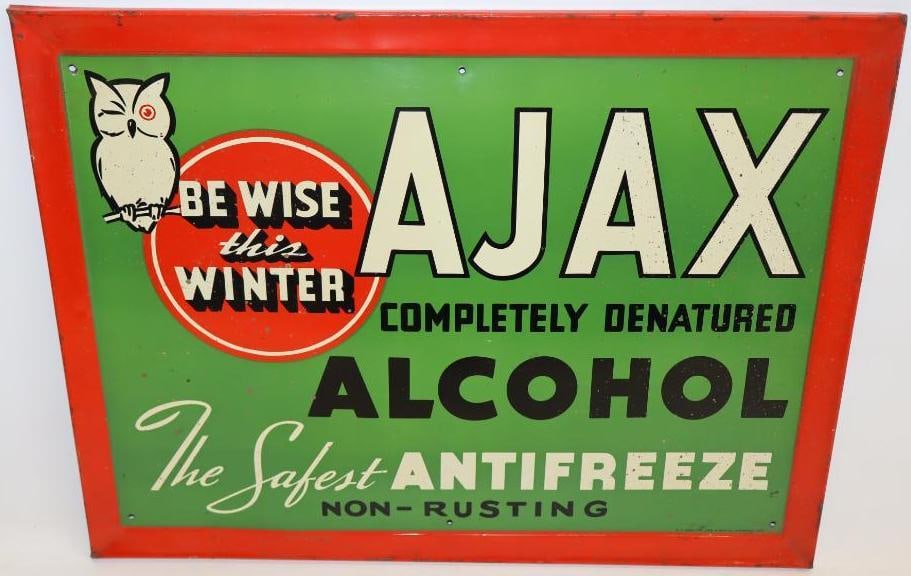 BE WISE
this
WINTER
AJAX
COMPLETELY DENATURED
ALCOHOL
The Safest ANTIFREEZE
NON-RUSTING